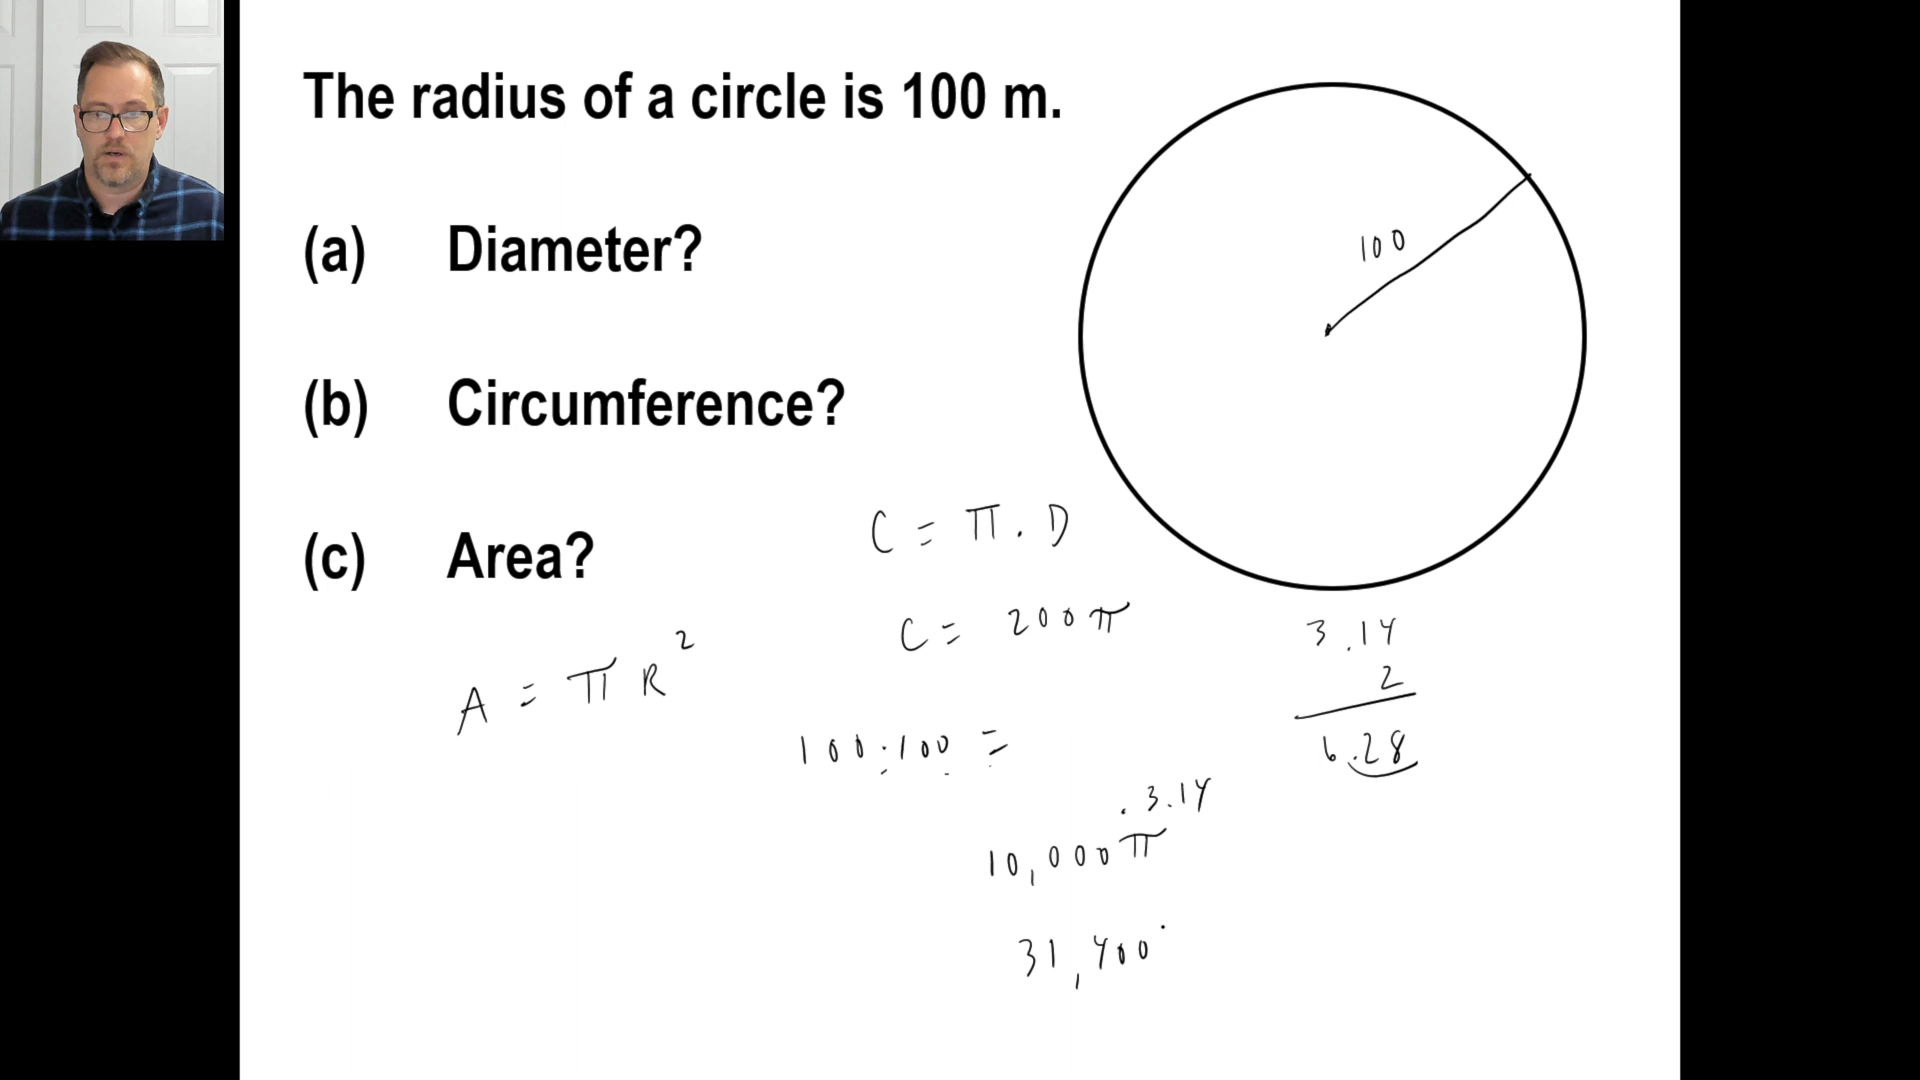 The radius of a circle is 100 m.
100
(a) Diameter?
(b) Circumference?
C = π . D
(c) Area?
C = 200π
3.14
2
6.28
A = πR²
100.100 =
. 3.14
10,000π
31,400